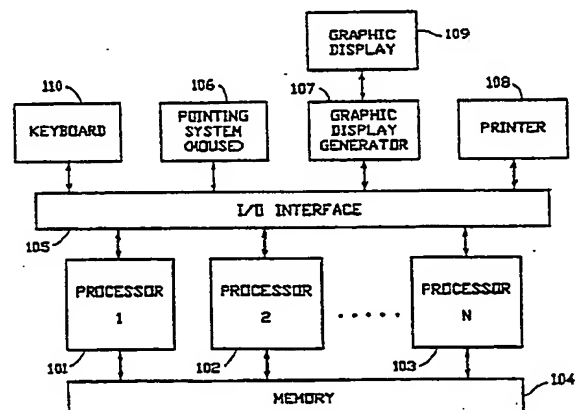 GRAPHIC
DISPLAY
109
110
106
107
108
KEYBOARD
POINTING
SYSTEM
(MOUSE)
GRAPHIC
DISPLAY
GENERATOR
PRINTER
I/O INTERFACE
105
PROCESSOR
1
PROCESSOR
2
PROCESSOR
N
101
102
103
104
MEMORY